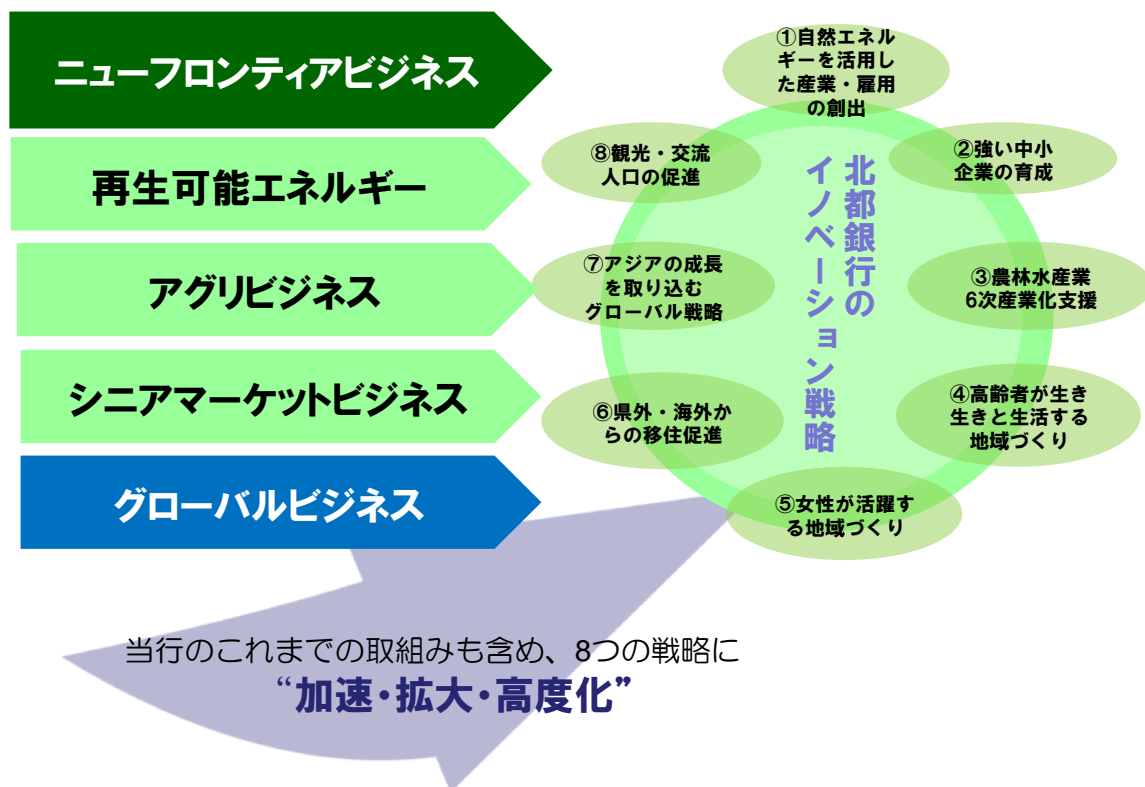 ニューフロンティアビジネス
再生可能エネルギー
アグリビジネス
シニアマーケットビジネス
グローバルビジネス
北都銀行の
イノベーション戦略
①自然エネル
ギーを活用し
た産業・雇用
の創出
②強い中小
企業の育成
③農林水産業
6次産業化支援
④高齢者が生き
生きと生活する
地域づくり
⑤女性が活躍す
る地域づくり
⑥県外・海外か
らの移住促進
⑦アジアの成長
を取り込む
グローバル戦略
⑧観光・交流
人口の促進
当行のこれまでの取組みも含め、8つの戦略に
“加速・拡大・高度化”